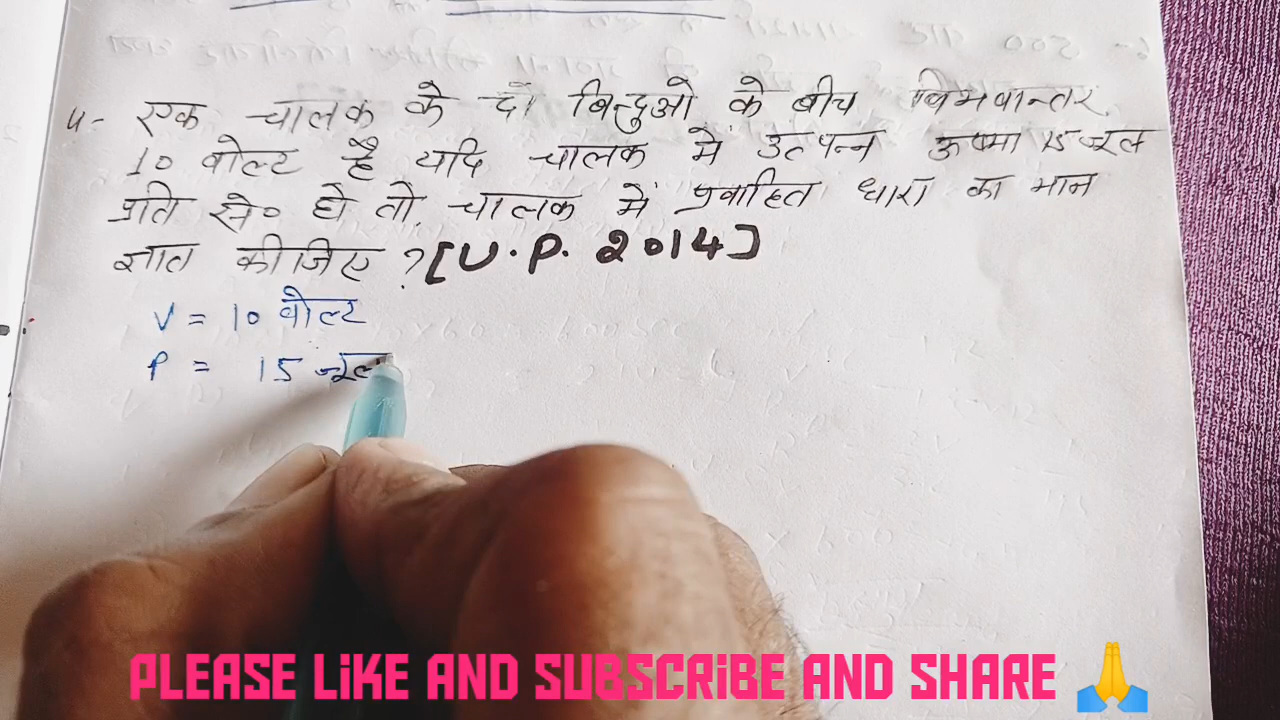 4- एक चालक के दो बिन्दुओ के बीच विभवान्तर
10 वोल्ट है यदि चालक में उत्पन्न ऊष्मा 15 जूल
प्रति से० हो तो, चालक में प्रवाहित धारा का मान
ज्ञात कीजिए ? [U.P. 2014]
V = 10 वोल्ट
P = 15 जूल
PLEASE LIKE AND SUBSCRIBE AND SHARE 🙏